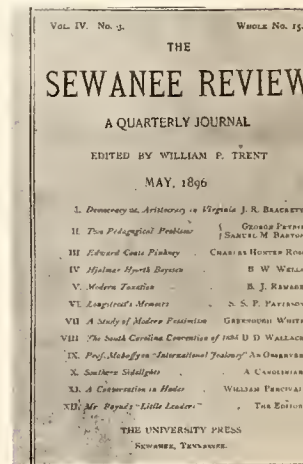 VOL. IV. No. 3. WHOLE No. 15.
THE
SEWANEE REVIEW
A QUARTERLY JOURNAL
EDITED BY WILLIAM P. TRENT
MAY, 1896
I. Democracy vs. Aristocracy in Virginia J. R. BRACKETT
II. Two Pedagogical Problems { GEORGE PETRIE
{ SAMUEL M BARTON
III Edward Coate Pinkney . CHARLES HUNTER ROSS
IV Hjalmar Hjorth Boyesen . B W WELLS
V. Modern Taxation . B. J. RAMAGE
VI. Longstreet's Memoirs . S. S. P. PATTESON
VII A Study of Modern Pessimism GREENOUGH WHITE
VIII The South Carolina Convention of 1895 D D WALLACE
IX. Prof. Mahaffy on "International Jealousy" AN OBSERVER
X. Southern Sidelights . A CAROLINIAN
XI. A Conversation in Hades . WILLIAM PERCIVAL
XII. Mr Payne's "Little Leaders" . THE EDITOR
THE UNIVERSITY PRESS
SEWANEE, TENNESSEE.